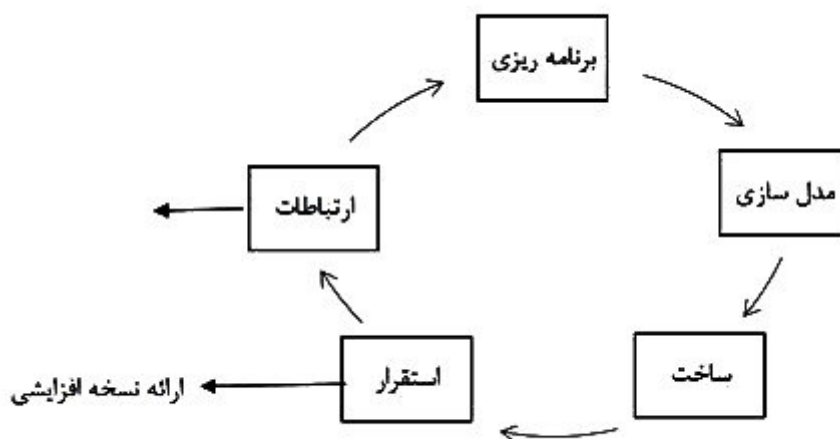 برنامه ریزی
مدل سازی
ارتباطات
ساخت
استقرار
ارائه نسخه افزایشی